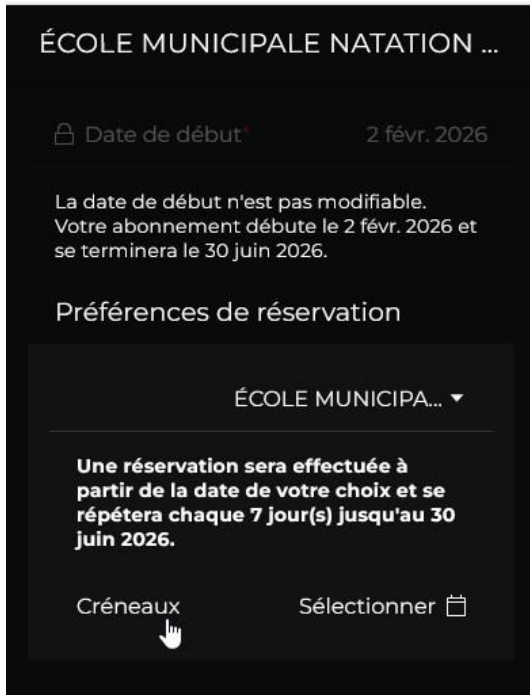 ÉCOLE MUNICIPALE NATATION ...
Date de début* 2 févr. 2026
La date de début n'est pas modifiable.
Votre abonnement débute le 2 févr. 2026 et
se terminera le 30 juin 2026.
Préférences de réservation
ÉCOLE MUNICIPA...
Une réservation sera effectuée à
partir de la date de votre choix et se
répétera chaque 7 jour(s) jusqu'au 30
juin 2026.
Créneaux Sélectionner